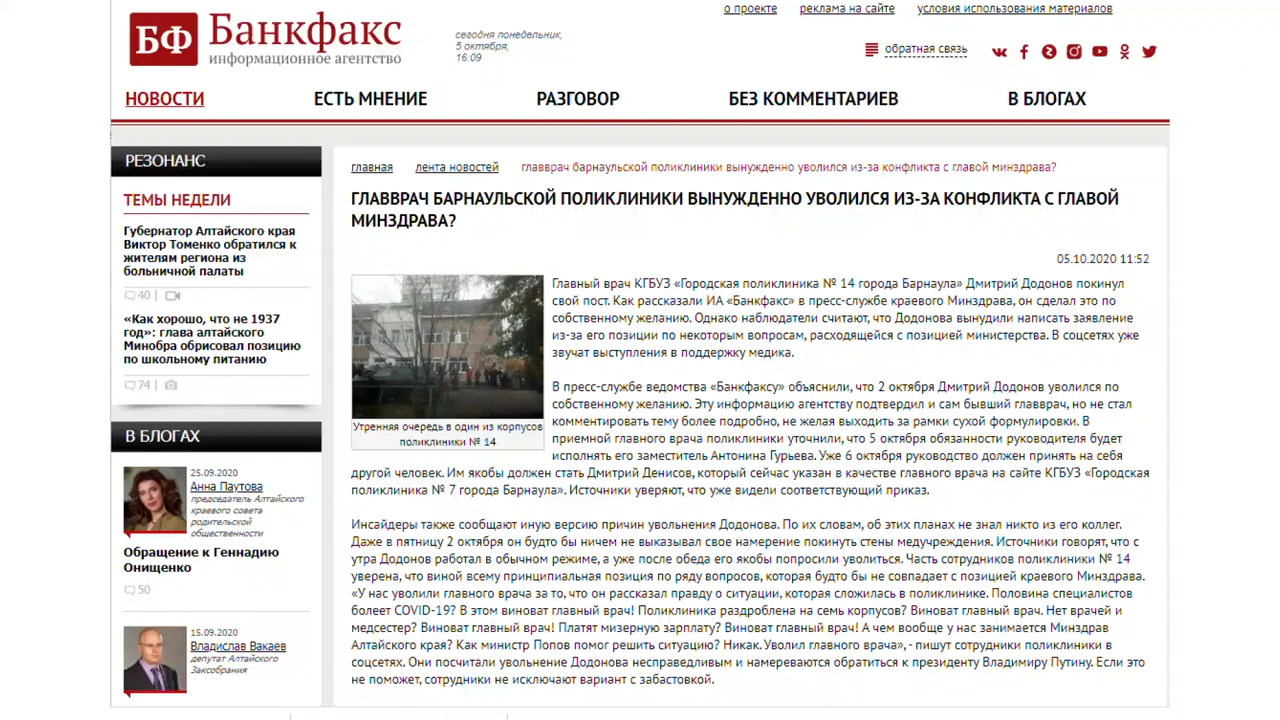 о проекте реклама на сайте условия использования материалов
БФ Банкфакс
информационное агентство
сегодня понедельник,
5 октября,
16:09
обратная связь
НОВОСТИ ЕСТЬ МНЕНИЕ РАЗГОВОР БЕЗ КОММЕНТАРИЕВ В БЛОГАХ
РЕЗОНАНС
ТЕМЫ НЕДЕЛИ
Губернатор Алтайского края
Виктор Томенко обратился к
жителям региона из
больничной палаты
40 |
«Как хорошо, что не 1937
год»: глава алтайского
Минобра обрисовал позицию
по школьному питанию
74 |
В БЛОГАХ
25.09.2020
Анна Паутова
председатель Алтайского
краевого совета
родительской
общественности
Обращение к Геннадию
Онищенко
50
15.09.2020
Владислав Вакаев
депутат Алтайского
Заксобрания
главная лента новостей главврач барнаульской поликлиники вынужденно уволился из-за конфликта с главой минздрава?
ГЛАВВРАЧ БАРНАУЛЬСКОЙ ПОЛИКЛИНИКИ ВЫНУЖДЕННО УВОЛИЛСЯ ИЗ-ЗА КОНФЛИКТА С ГЛАВОЙ
МИНЗДРАВА?
05.10.2020 11:52
Утренняя очередь в один из корпусов
поликлиники № 14
Главный врач КГБУЗ «Городская поликлиника № 14 города Барнаула» Дмитрий Додонов покинул
свой пост. Как рассказали ИА «Банкфакс» в пресс-службе краевого Минздрава, он сделал это по
собственному желанию. Однако наблюдатели считают, что Додонова вынудили написать заявление
из-за его позиции по некоторым вопросам, расходящейся с позицией министерства. В соцсетях уже
звучат выступления в поддержку медика.
В пресс-службе ведомства «Банкфаксу» объяснили, что 2 октября Дмитрий Додонов уволился по
собственному желанию. Эту информацию агентству подтвердил и сам бывший главврач, но не стал
комментировать тему более подробно, не желая выходить за рамки сухой формулировки. В
приемной главного врача поликлиники уточнили, что 5 октября обязанности руководителя будет
исполнять его заместитель Антонина Гурьева. Уже 6 октября руководство должен принять на себя
другой человек. Им якобы должен стать Дмитрий Денисов, который сейчас указан в качестве главного врача на сайте КГБУЗ «Городская
поликлиника № 7 города Барнаула». Источники уверяют, что уже видели соответствующий приказ.
Инсайдеры также сообщают иную версию причин увольнения Додонова. По их словам, об этих планах не знал никто из его коллег.
Даже в пятницу 2 октября он будто бы ничем не выказывал свое намерение покинуть стены медучреждения. Источники говорят, что с
утра Додонов работал в обычном режиме, а уже после обеда его якобы попросили уволиться. Часть сотрудников поликлиники № 14
уверена, что виной всему принципиальная позиция по ряду вопросов, которая будто бы не совпадает с позицией краевого Минздрава.
«У нас уволили главного врача за то, что он рассказал правду о ситуации, которая сложилась в поликлинике. Половина специалистов
болеет COVID-19? В этом виноват главный врач! Поликлиника раздроблена на семь корпусов? Виноват главный врач. Нет врачей и
медсестер? Виноват главный врач! Платят мизерную зарплату? Виноват главный врач! А чем вообще у нас занимается Минздрав
Алтайского края? Как министр Попов помог решить ситуацию? Никак. Уволил главного врача», - пишут сотрудники поликлиники в
соцсетях. Они посчитали увольнение Додонова несправедливым и намереваются обратиться к президенту Владимиру Путину. Если это
не поможет, сотрудники не исключают вариант с забастовкой.